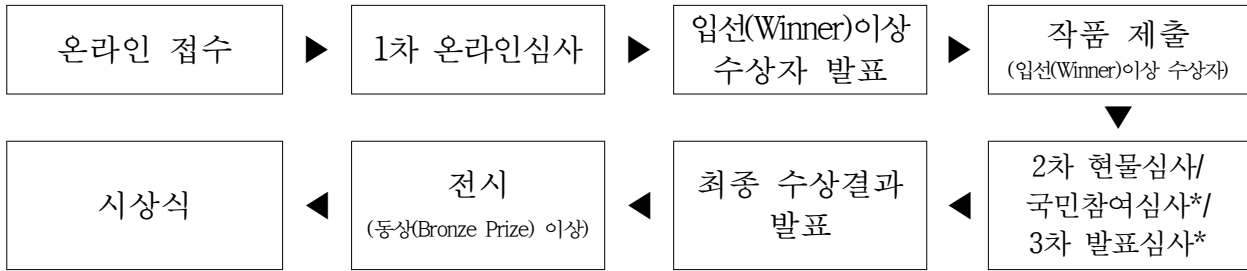 온라인 접수
▶
1차 온라인심사
▶
입선(Winner)이상
수상자 발표
▶
작품 제출
(입선(Winner)이상 수상자)
▼
2차 현물심사/
국민참여심사*/
3차 발표심사*
◀
최종 수상결과
발표
◀
전시
(동상(Bronze Prize) 이상)
◀
시상식